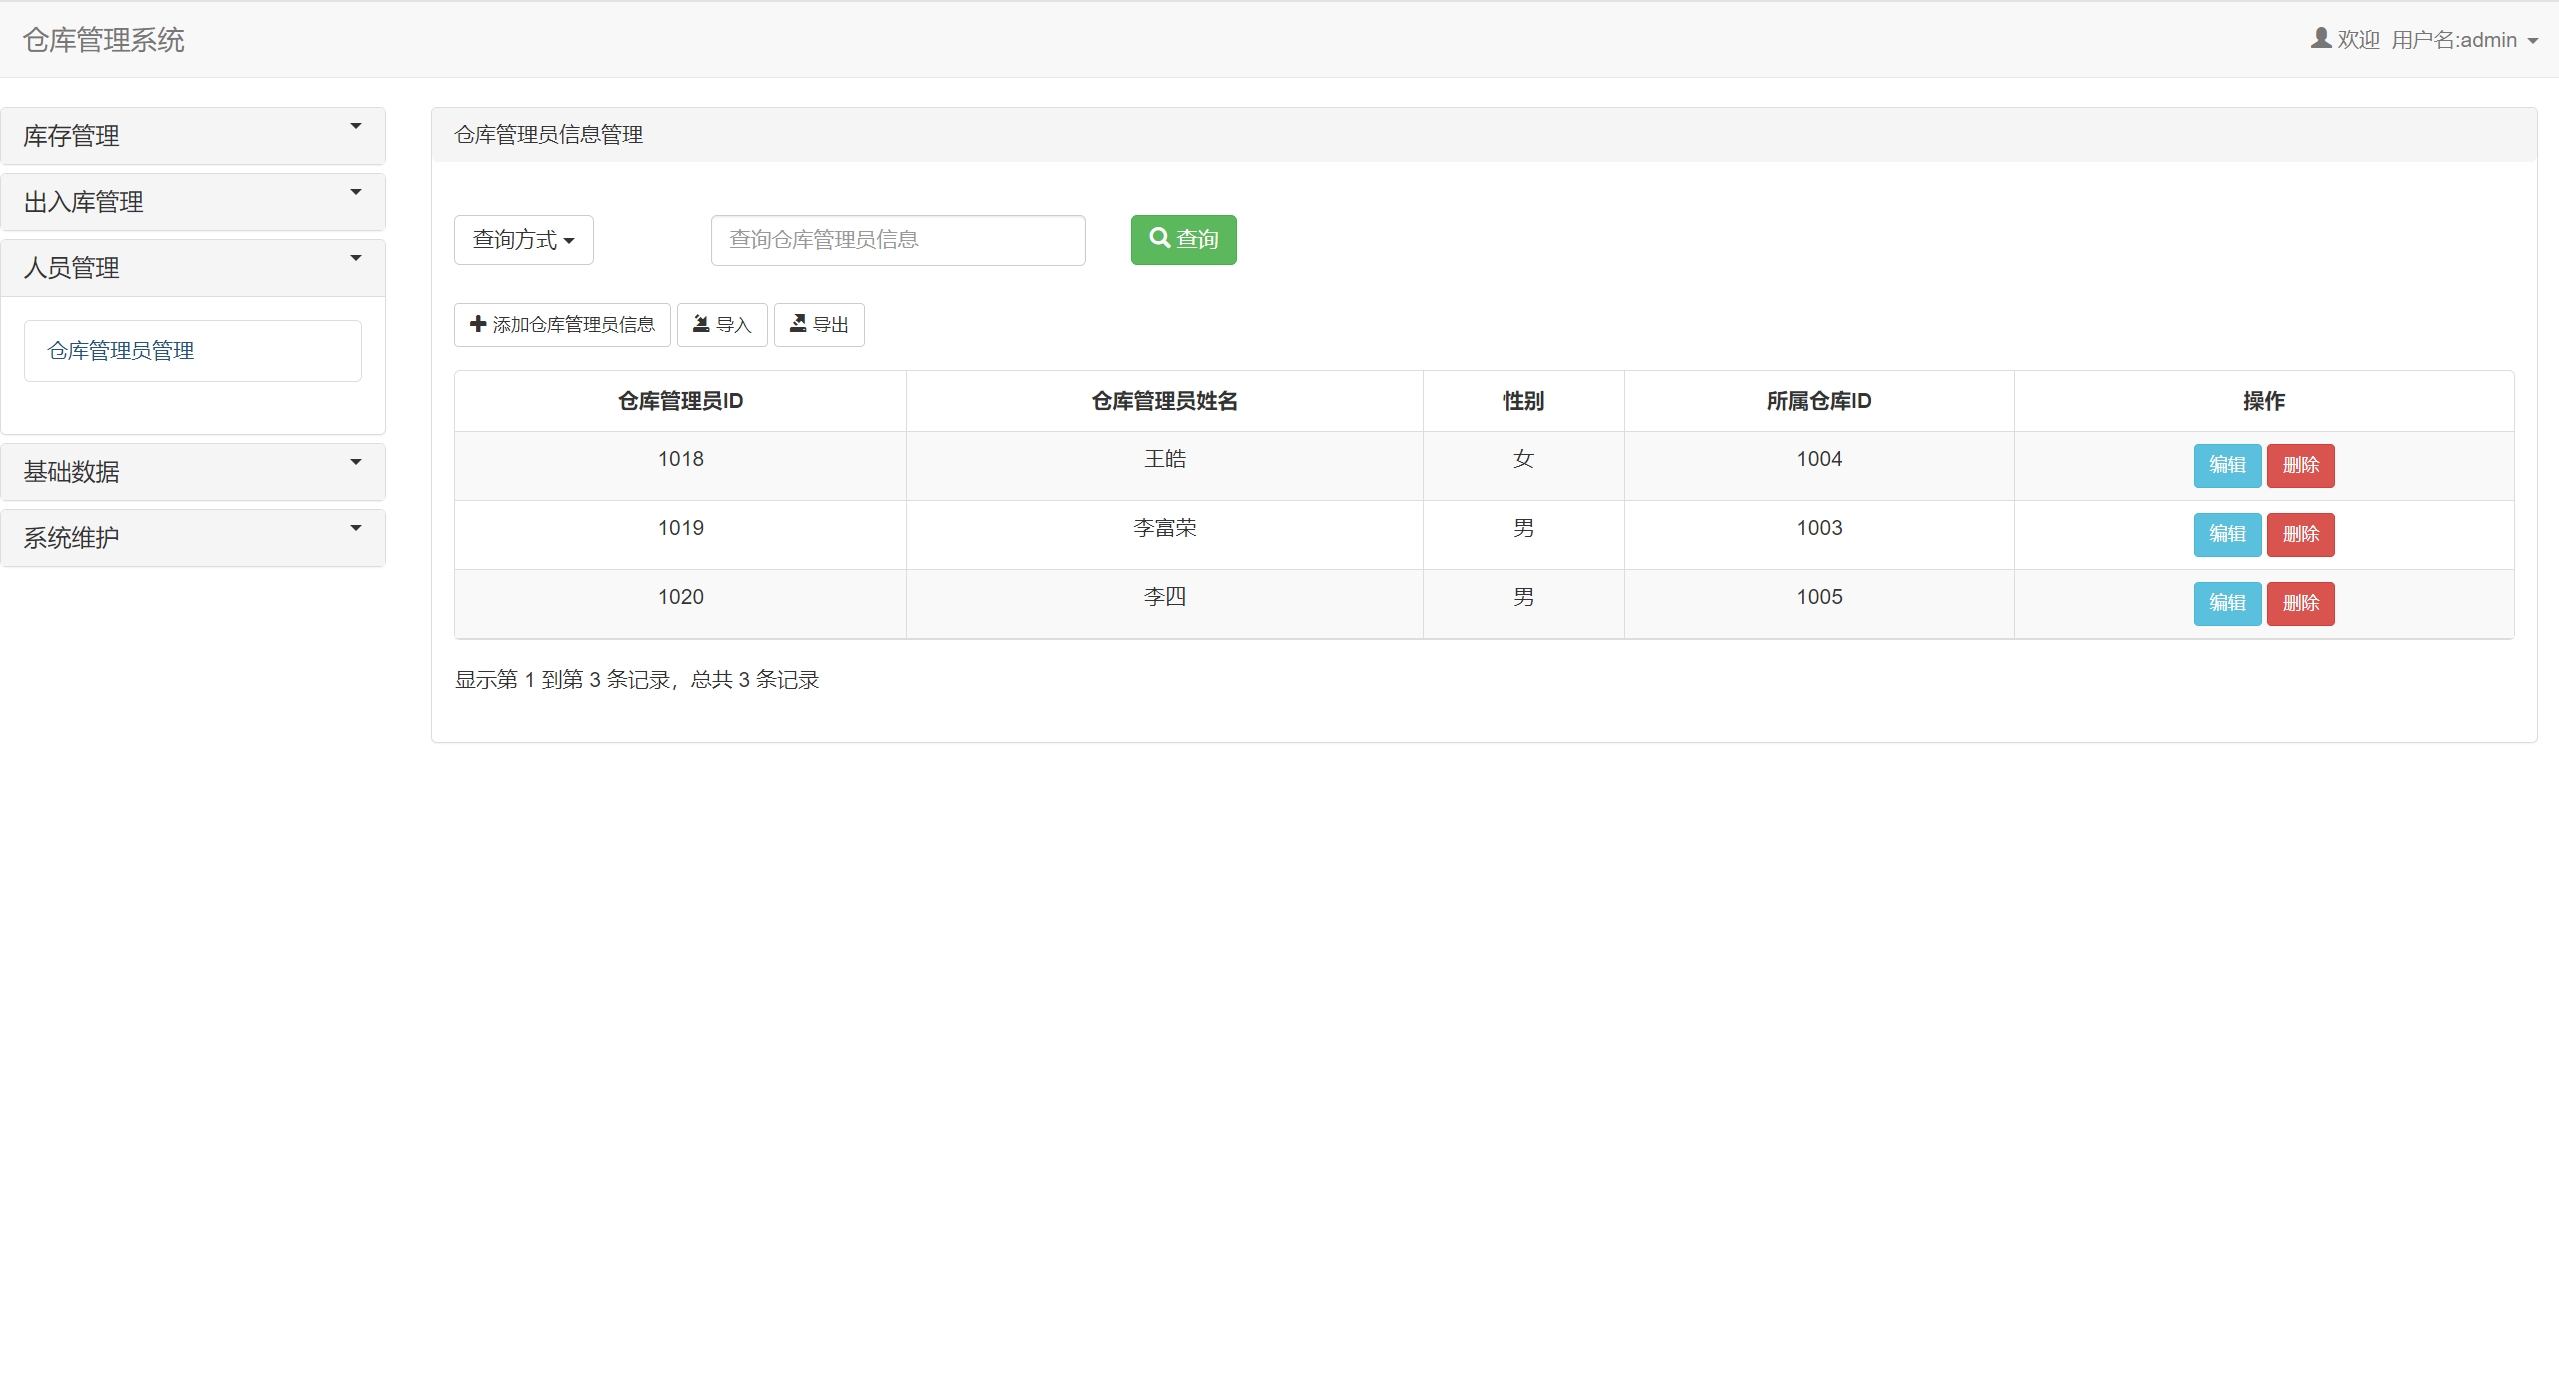 仓库管理系统
欢迎 用户名:admin
库存管理
出入库管理
人员管理
仓库管理员管理
基础数据
系统维护
仓库管理员信息管理
查询方式 查询仓库管理员信息 查询
添加仓库管理员信息 导入 导出
仓库管理员ID 仓库管理员姓名 性别 所属仓库ID 操作
1018 王皓 女 1004 编辑 删除
1019 李富荣 男 1003 编辑 删除
1020 李四 男 1005 编辑 删除
显示第 1 到第 3 条记录，总共 3 条记录